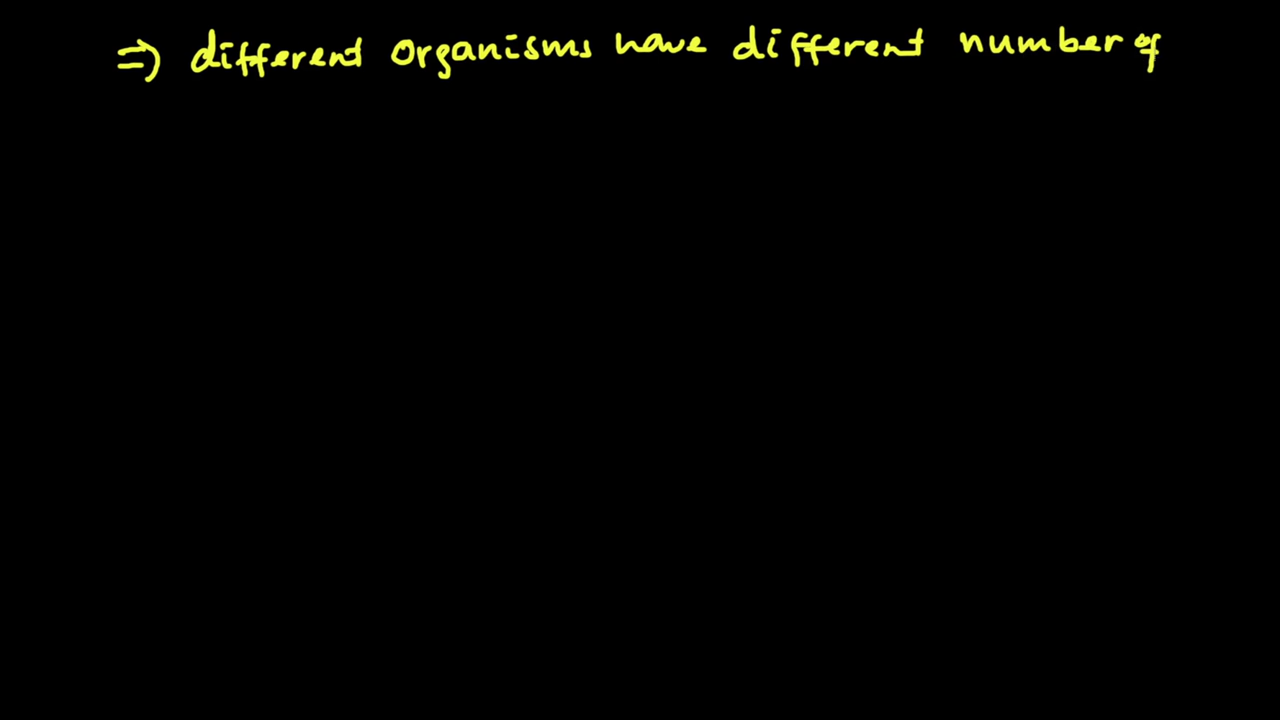 ⇒ different organisms have different number of